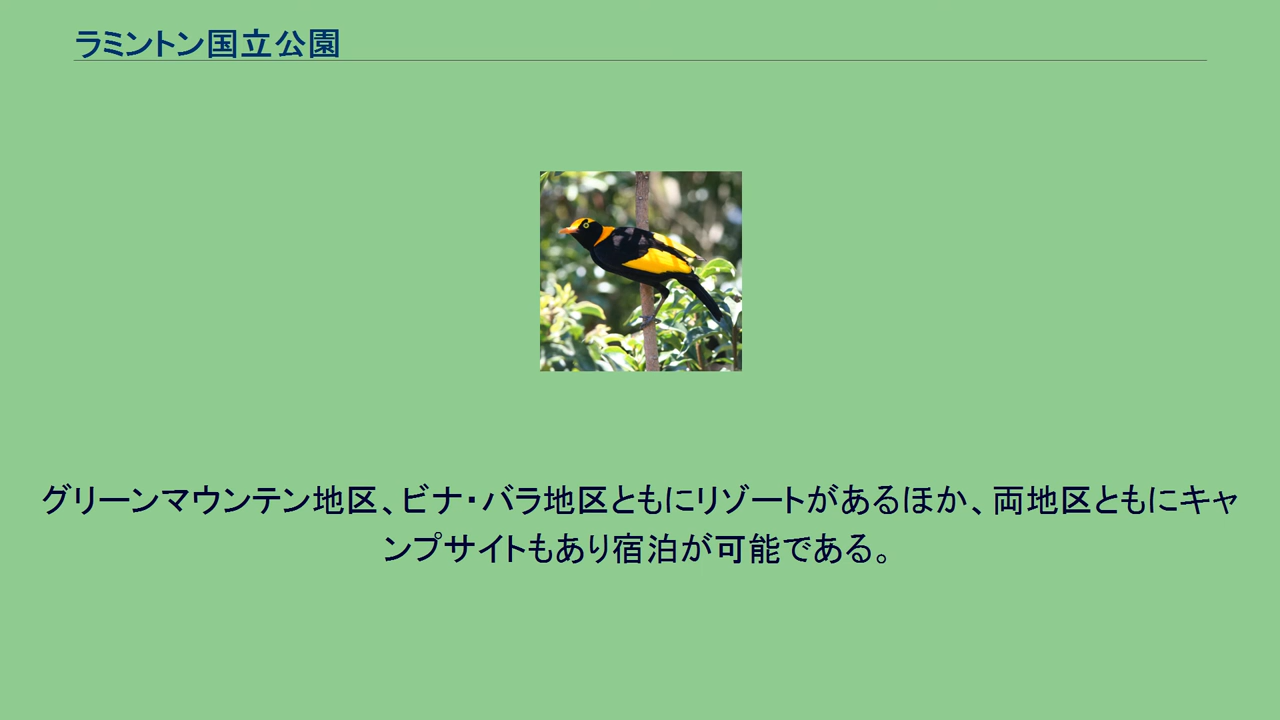 ラミントン国立公園
グリーンマウンテン地区、ビナ・バラ地区ともにリゾートがあるほか、両地区ともにキャ
ンプサイトもあり宿泊が可能である。